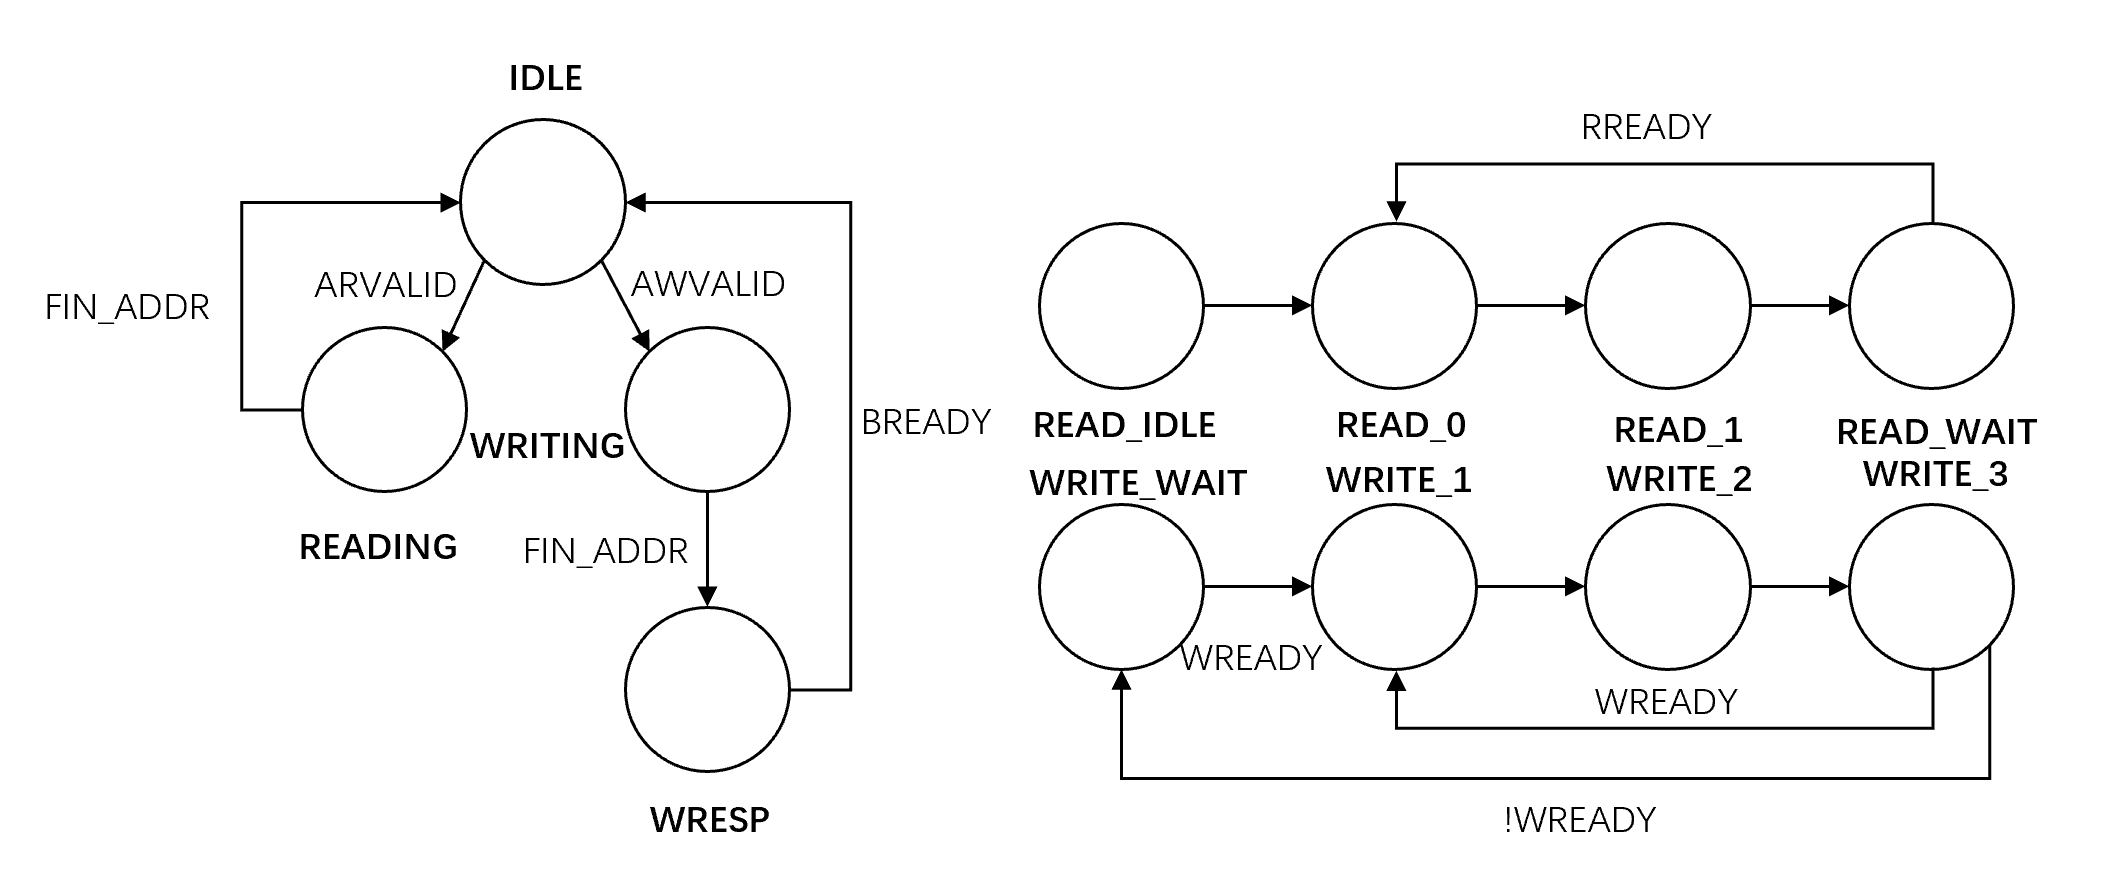 IDLE
ARVALID
AWVALID
FIN_ADDR
WRITING
BREADY
READING
FIN_ADDR
WRESP
RREADY
READ_IDLE
READ_0
READ_1
READ_WAIT
WRITE_WAIT
WRITE_1
WRITE_2
WRITE_3
WREADY
WREADY
!WREADY